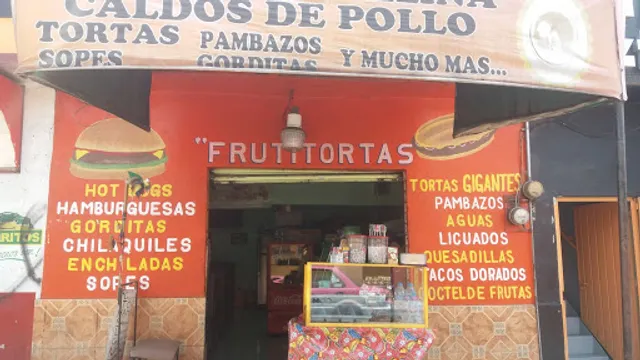 CALDOS DE POLLO
TORTAS PAMBAZOS
SOPES GORDITAS Y MUCHO MAS...
"FRUTITORTAS
HOT DOGS
HAMBURGUESAS
GORDITAS
CHILAQUILES
ENCHILADAS
SOPES
TORTAS GIGANTES
PAMBAZOS
AGUAS
LICUADOS
QUESADILLAS
TACOS DORADOS
COCTEL DE FRUTAS